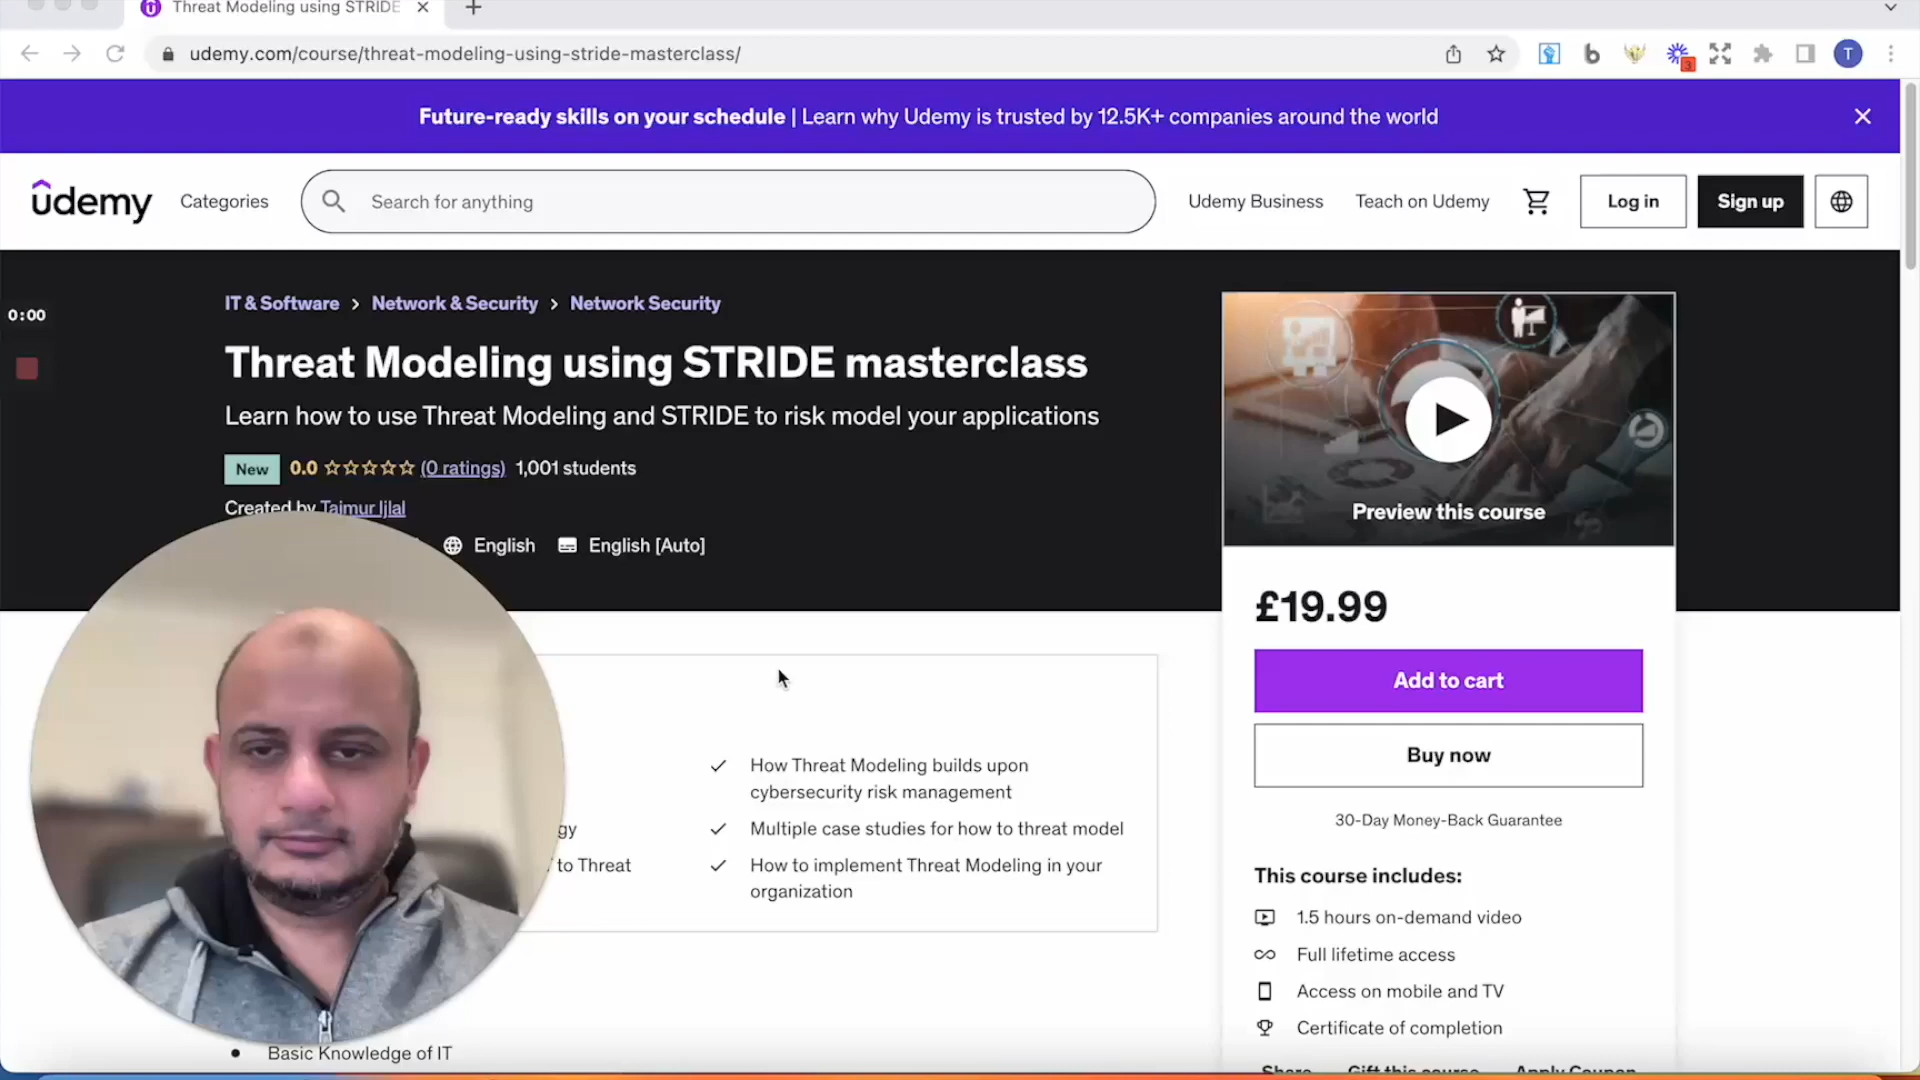 Threat Modeling using STRIDE
udemy.com/course/threat-modeling-using-stride-masterclass/
3
T
Future-ready skills on your schedule | Learn why Udemy is trusted by 12.5K+ companies around the world
udemy
Categories
Search for anything
Udemy Business
Teach on Udemy
Log in
Sign up
0:00
IT & Software > Network & Security > Network Security
Threat Modeling using STRIDE masterclass
Learn how to use Threat Modeling and STRIDE to risk model your applications
New 0.0 (0 ratings) 1,001 students
Created by Taimur Ijlal
English English [Auto]
Preview this course
£19.99
Add to cart
Buy now
30-Day Money-Back Guarantee
This course includes:
1.5 hours on-demand video
Full lifetime access
Access on mobile and TV
Certificate of completion
Share Gift this course Apply Coupon
How Threat Modeling builds upon
cybersecurity risk management
gy
Multiple case studies for how to threat model
to Threat
How to implement Threat Modeling in your
organization
Basic Knowledge of IT